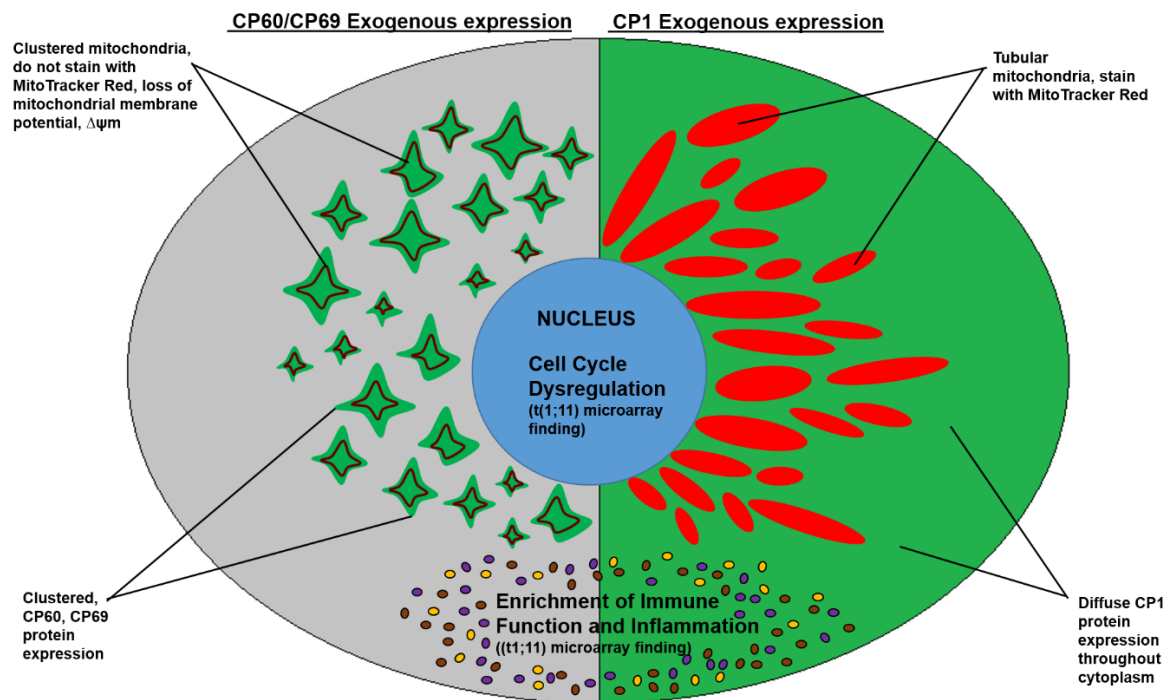 CP60/CP69 Exogenous expression
CP1 Exogenous expression
Clustered mitochondria,
do not stain with
MitoTracker Red, loss of
mitochondrial membrane
potential, Δψm
Tubular
mitochondria, stain
with MitoTracker Red
NUCLEUS
Cell Cycle
Dysregulation
(t(1;11) microarray
finding)
Clustered,
CP60, CP69
protein
expression
Enrichment of Immune
Function and Inflammation
((t1;11) microarray finding)
Diffuse CP1
protein
expression
throughout
cytoplasm